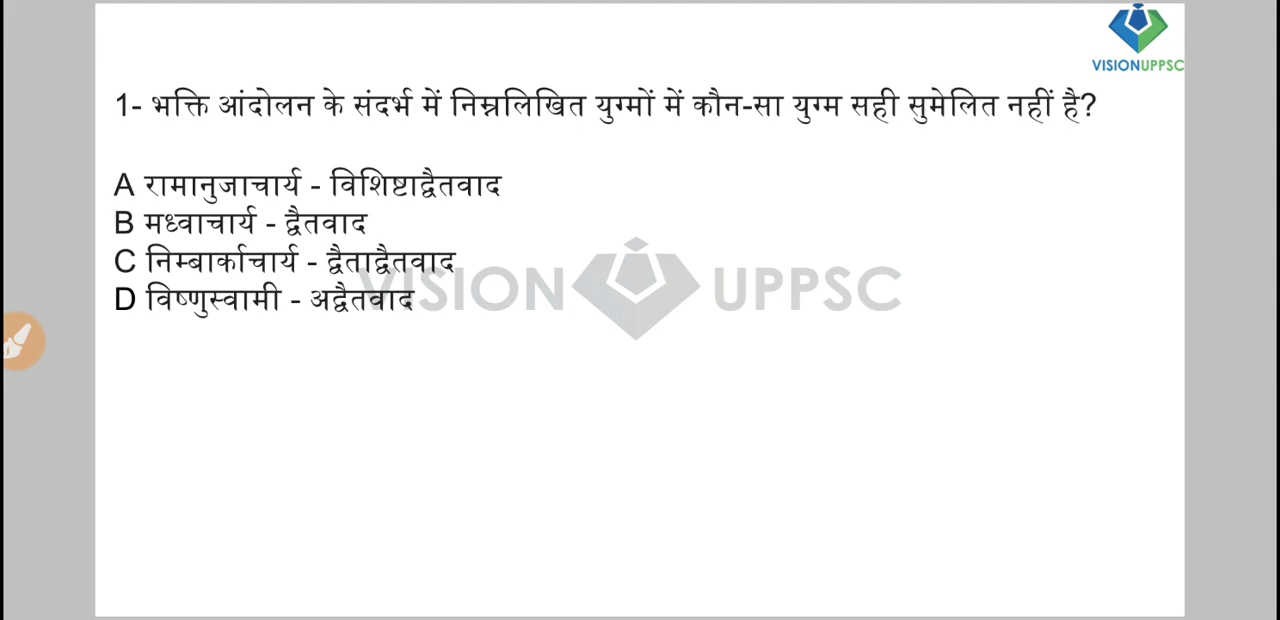 VISIONUPPSC
1- भक्ति आंदोलन के संदर्भ में निम्नलिखित युग्मों में कौन-सा युग्म सही सुमेलित नहीं है?
A रामानुजाचार्य - विशिष्टाद्वैतवाद
B मध्वाचार्य - द्वैतवाद
C निम्बार्काचार्य - द्वैताद्वैतवाद
D विष्णुस्वामी - अद्वैतवाद
VISION UPPSC